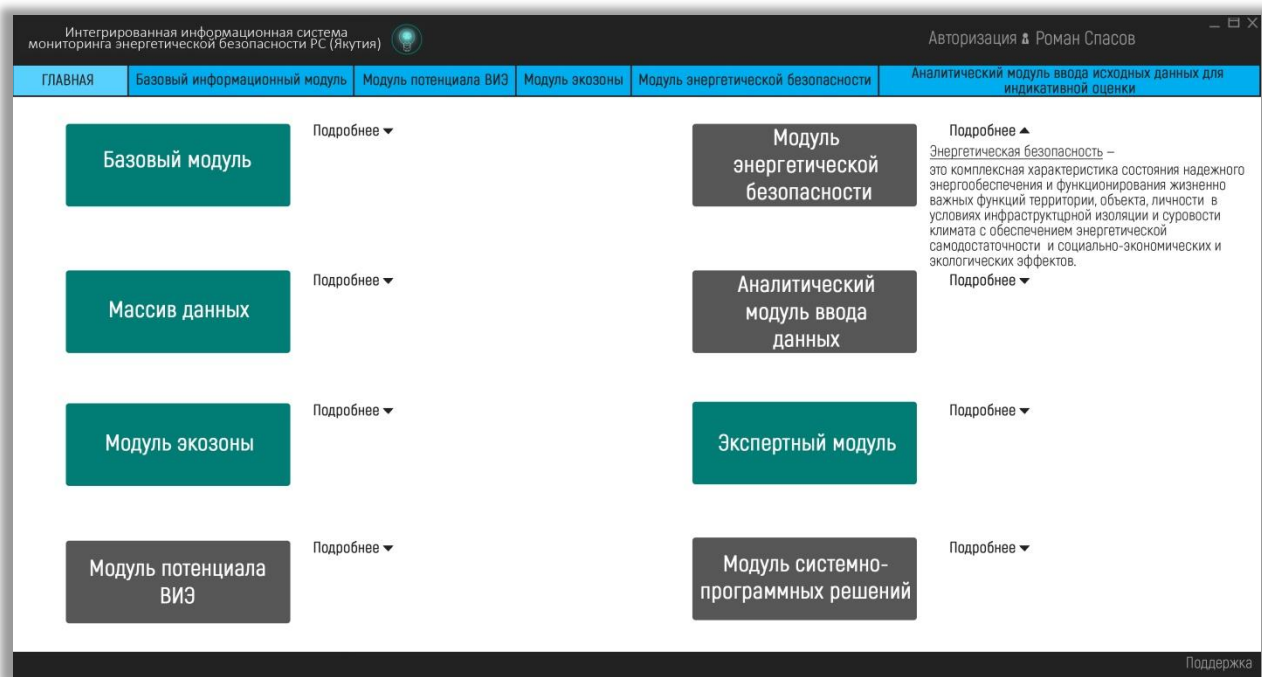 Интегрированная информационная система
мониторинга энергетической безопасности РС (Якутия)
Авторизация Роман Спасов
ГЛАВНАЯ
Базовый информационный модуль
Модуль потенциала ВИЭ
Модуль экозоны
Модуль энергетической безопасности
Аналитический модуль ввода исходных данных для
индикативной оценки
Базовый модуль
Подробнее
Модуль
энергетической
безопасности
Подробнее
Энергетическая безопасность –
это комплексная характеристика состояния надежного
энергообеспечения и функционирования жизненно
важных функций территории, объекта, личности в
условиях инфраструктцрной изоляции и суровости
климата с обеспечением энергетической
самодостаточности и социально-экономических и
экологических эффектов.
Массив данных
Подробнее
Аналитический
модуль ввода
данных
Подробнее
Модуль экозоны
Подробнее
Экспертный модуль
Подробнее
Модуль потенциала
ВИЭ
Подробнее
Модуль системно-
программных решений
Подробнее
Поддержка